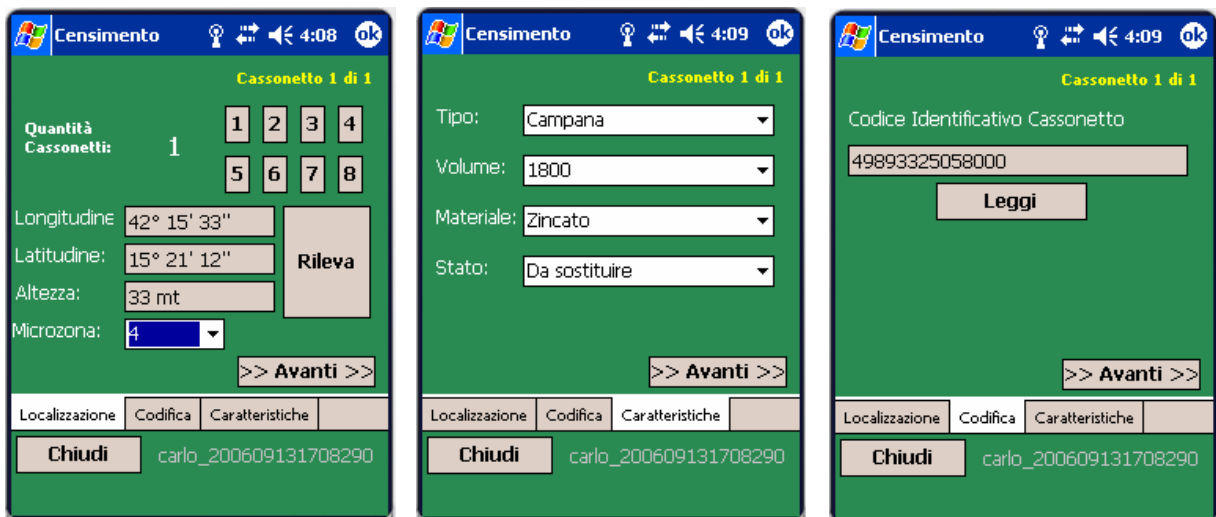 Censimento 4:08 ok
Cassonetto 1 di 1
Quantità
Cassonetti:
1
1 2 3 4
5 6 7 8
Longitudine 42° 15' 33"
Latitudine: 15° 21' 12"
Rileva
Altezza: 33 mt
Microzona: 4
>> Avanti >>
Localizzazione Codifica Caratteristiche
Chiudi carlo_200609131708290
Censimento 4:09 ok
Cassonetto 1 di 1
Tipo: Campana
Volume: 1800
Materiale: Zincato
Stato: Da sostituire
>> Avanti >>
Localizzazione Codifica Caratteristiche
Chiudi carlo_200609131708290
Censimento 4:09 ok
Cassonetto 1 di 1
Codice Identificativo Cassonetto
49893325058000
Leggi
>> Avanti >>
Localizzazione Codifica Caratteristiche
Chiudi carlo_200609131708290